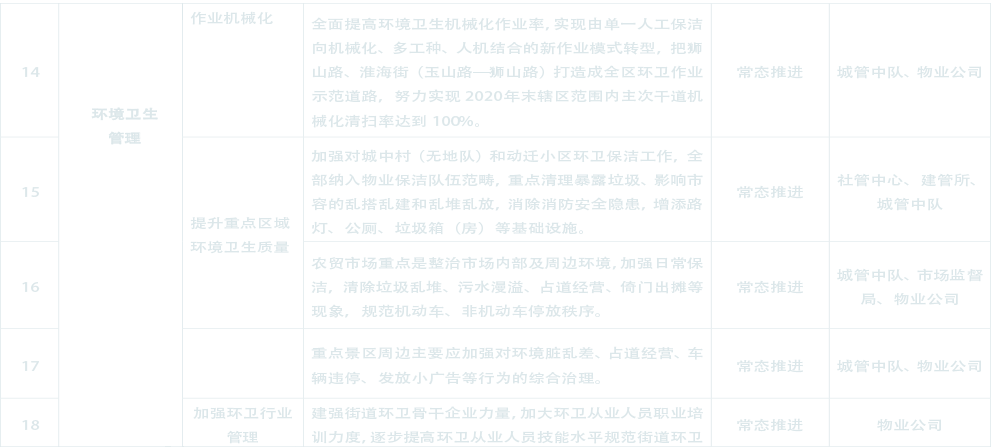 作业机械化
全面提高环境卫生机械化作业率,实现由单一人工保洁
向机械化、多工种、人机结合的新作业模式转型，把狮
山路、淮海街（玉山路—狮山路）打造成全区环卫作业
示范道路，努力实现 2020年末辖区范围内主次干道机
械化清扫率达到 100%。
14
常态推进
城管中队、物业公司
环境卫生
管理
加强对城中村（无地队）和动迁小区环卫保洁工作，全
部纳入物业保洁队伍范畴，重点清理暴露垃圾、影响市
容的乱搭乱建和乱堆乱放，消除消防安全隐患，增添路
灯、公厕、垃圾箱（房）等基础设施。
15
常态推进
社管中心、建管所、
城管中队
提升重点区域
环境卫生质量
农贸市场重点是整治市场内部及周边环境,加强日常保
洁，清除垃圾乱堆、污水漫溢、占道经营、倚门出摊等
现象，规范机动车、非机动车停放秩序。
16
常态推进
城管中队、市场监督
局、物业公司
重点景区周边主要应加强对环境脏乱差、占道经营、车
辆违停、发放小广告等行为的综合治理。
17
常态推进
城管中队、物业公司
18
加强环卫行业
管理
建强街道环卫骨干企业力量,加大环卫从业人员职业培
训力度,逐步提高环卫从业人员技能水平规范街道环卫
常态推进
物业公司